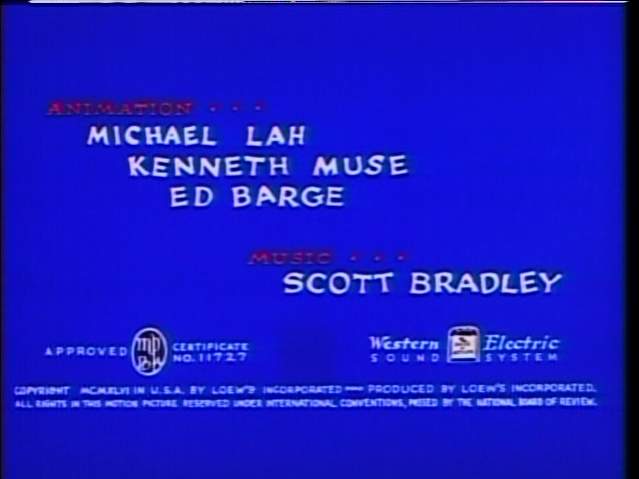 ANIMATION . . .
MICHAEL LAH
KENNETH MUSE
ED BARGE
MUSIC . . .
SCOTT BRADLEY
APPROVED
CERTIFICATE
NO. 11727
Western Electric
SOUND SYSTEM
COPYRIGHT MCMXLVI IN U.S.A. BY LOEW'S INCORPORATED PRODUCED BY LOEW'S INCORPORATED.
ALL RIGHTS IN THIS MOTION PICTURE RESERVED UNDER INTERNATIONAL CONVENTIONS, PASSED BY THE NATIONAL BOARD OF REVIEW.